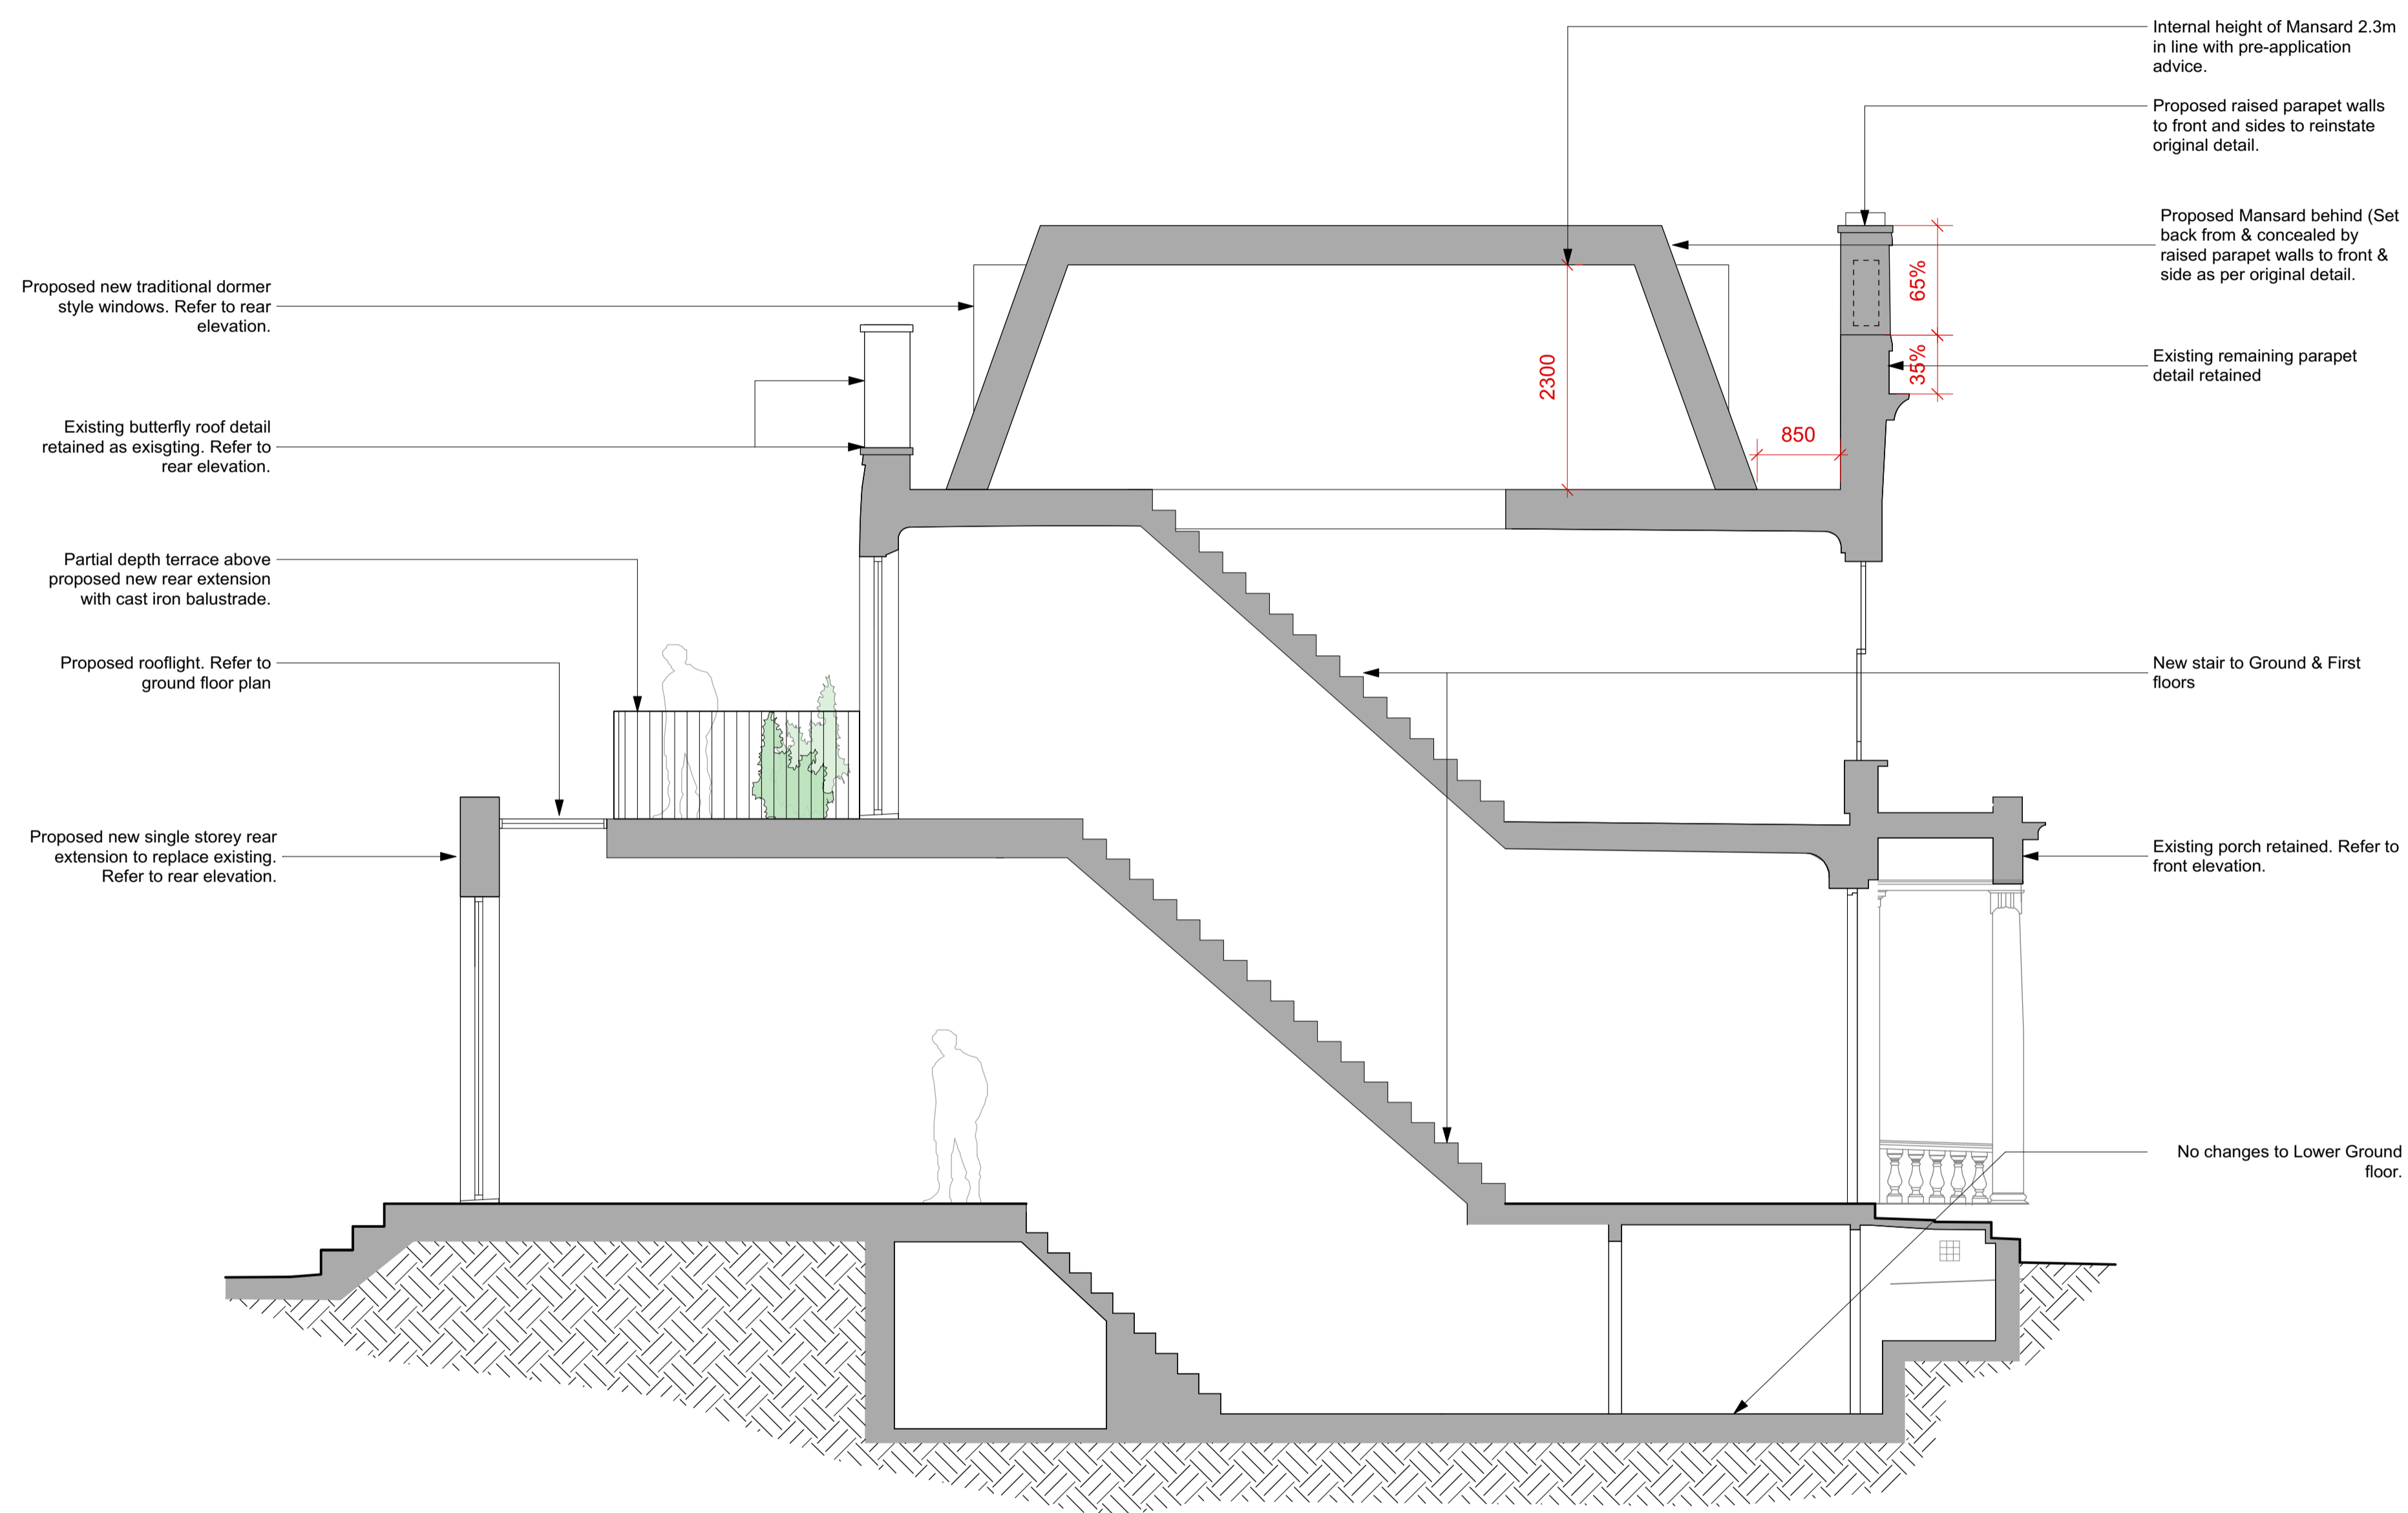 Internal height of Mansard 2.3m
in line with pre-application
advice.
Proposed raised parapet walls
to front and sides to reinstate
original detail.
Proposed Mansard behind (Set
back from & concealed by
raised parapet walls to front &
side as per original detail.
65%
35%
Existing remaining parapet
detail retained
2300
850
Proposed new traditional dormer
style windows. Refer to rear
elevation.
Existing butterfly roof detail
retained as exisgting. Refer to
rear elevation.
Partial depth terrace above
proposed new rear extension
with cast iron balustrade.
Proposed rooflight. Refer to
ground floor plan
Proposed new single storey rear
extension to replace existing.
Refer to rear elevation.
New stair to Ground & First
floors
Existing porch retained. Refer to
front elevation.
No changes to Lower Ground
floor.